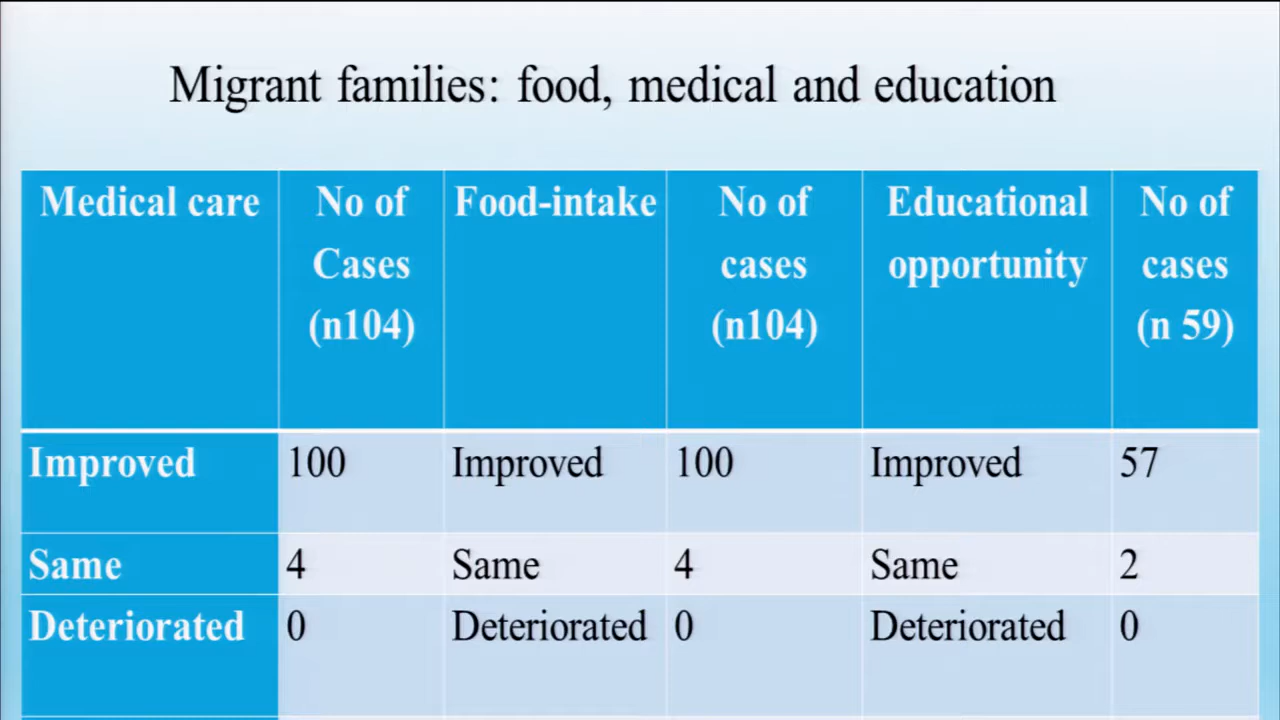 Migrant families: food, medical and education
Medical care No of Cases (n104) Food-intake No of cases (n104) Educational opportunity No of cases (n 59)
Improved 100 Improved 100 Improved 57
Same 4 Same 4 Same 2
Deteriorated 0 Deteriorated 0 Deteriorated 0